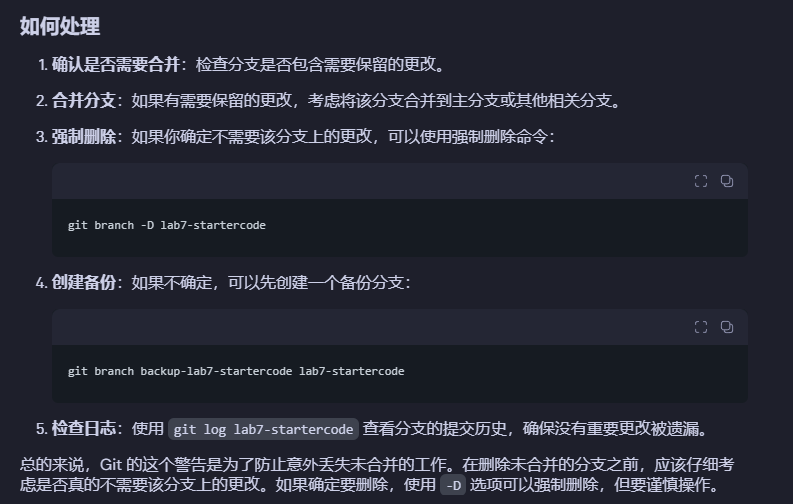 如何处理
1. 确认是否需要合并：检查分支是否包含需要保留的更改。
2. 合并分支：如果有需要保留的更改，考虑将该分支合并到主分支或其他相关分支。
3. 强制删除：如果你确定不需要该分支上的更改，可以使用强制删除命令：
git branch -D lab7-startercode
4. 创建备份：如果不确定，可以先创建一个备份分支：
git branch backup-lab7-startercode lab7-startercode
5. 检查日志：使用 git log lab7-startercode 查看分支的提交历史，确保没有重要更改被遗漏。
总的来说，Git 的这个警告是为了防止意外丢失未合并的工作。在删除未合并的分支之前，应该仔细考
虑是否真的不需要该分支上的更改。如果确定要删除，使用 -D 选项可以强制删除，但要谨慎操作。